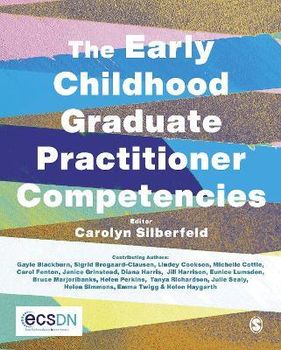 The Early
Childhood
Graduate
Practitioner
Competencies
Editor
Carolyn Silberfeld
Contributing Authors:
Gayle Blackburn, Sigrid Brogaard-Clausen, Lindey Cookson, Michelle Cottle,
Carol Fenton, Janice Grinstead, Diana Harris, Jill Harrison, Eunice Lumsden,
Bruce Marjoribanks, Helen Perkins, Tanya Richardson, Julie Sealy,
Helen Simmons, Emma Twigg & Helen Haygarth
ecSDN
SAGE